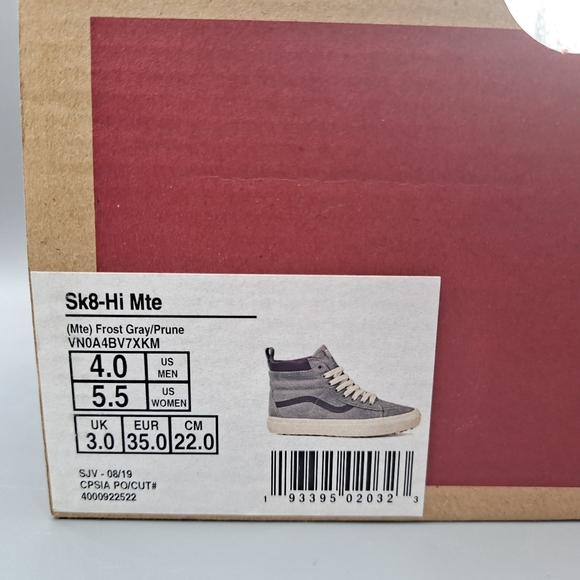 Sk8-Hi Mte
(Mte) Frost Gray/Prune
VN0A4BV7XKM
4.0 US MEN
5.5 US WOMEN
UK EUR CM
3.0 35.0 22.0
SJV - 08/19
CPSIA PO/CUT#
4000922522
1 93395 02032 3